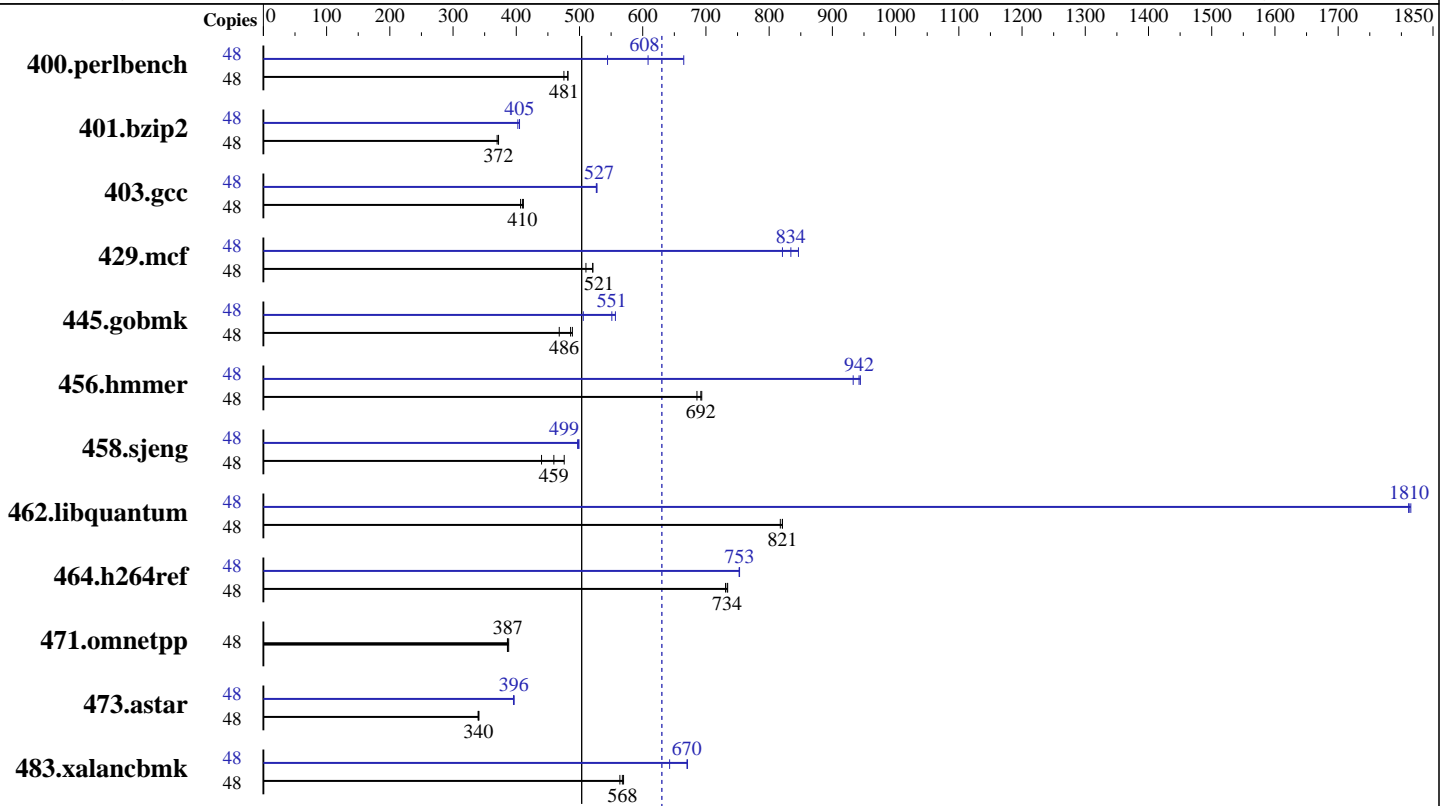 Copies 0 100 200 300 400 500 600 700 800 900 1000 1100 1200 1300 1400 1500 1600 1700 1850
400.perlbench 48 608
48 481
401.bzip2 48 405
48 372
403.gcc 48 527
48 410
429.mcf 48 834
48 521
445.gobmk 48 551
48 486
456.hmmer 48 942
48 692
458.sjeng 48 499
48 459
462.libquantum 48 1810
48 821
464.h264ref 48 753
48 734
471.omnetpp 48 387
473.astar 48 396
48 340
483.xalancbmk 48 670
48 568